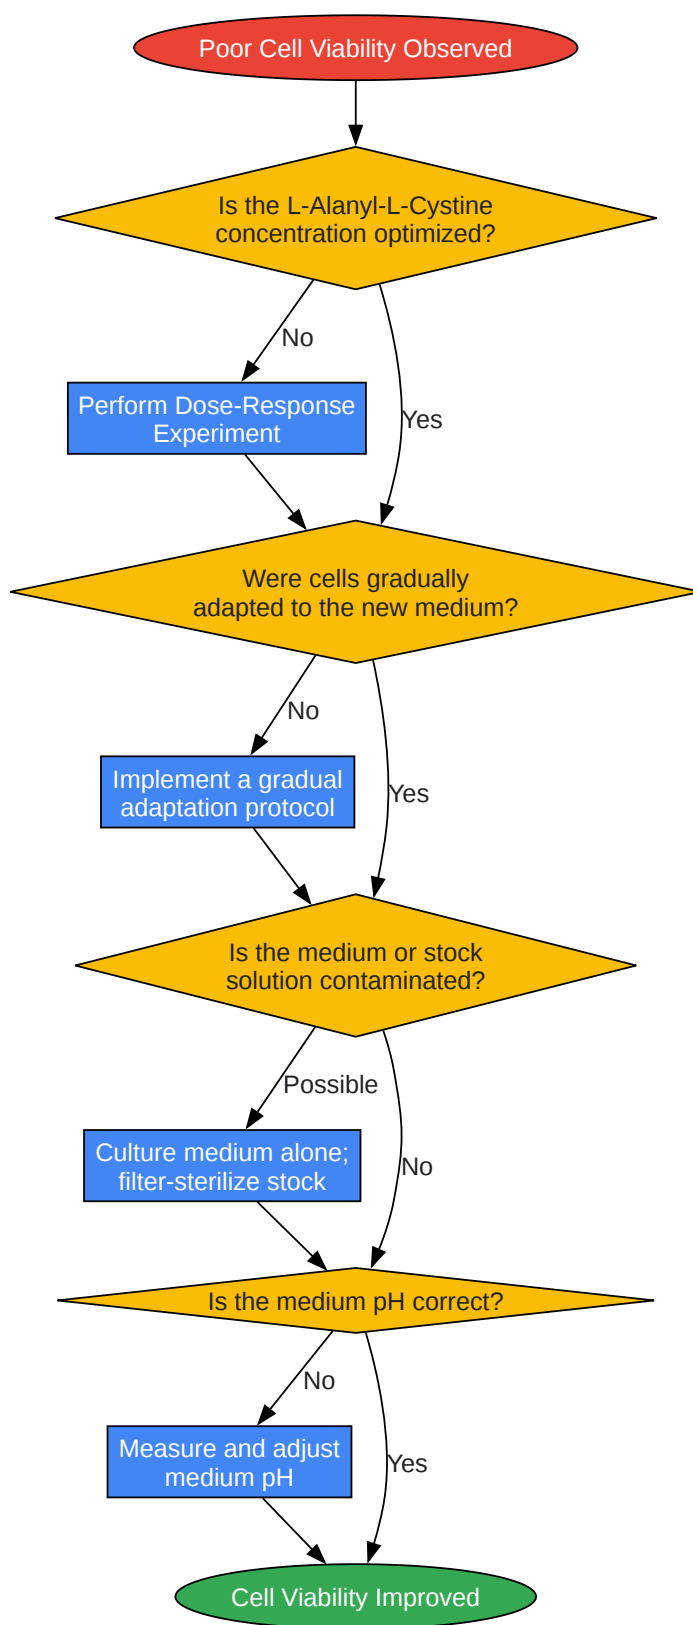 Poor Cell Viability Observed
Is the L-Alanyl-L-Cystine
concentration optimized?
No
Yes
Perform Dose-Response
Experiment
Were cells gradually
adapted to the new medium?
No
Yes
Implement a gradual
adaptation protocol
Is the medium or stock
solution contaminated?
Possible
No
Culture medium alone;
filter-sterilize stock
Is the medium pH correct?
No
Yes
Measure and adjust
medium pH
Cell Viability Improved